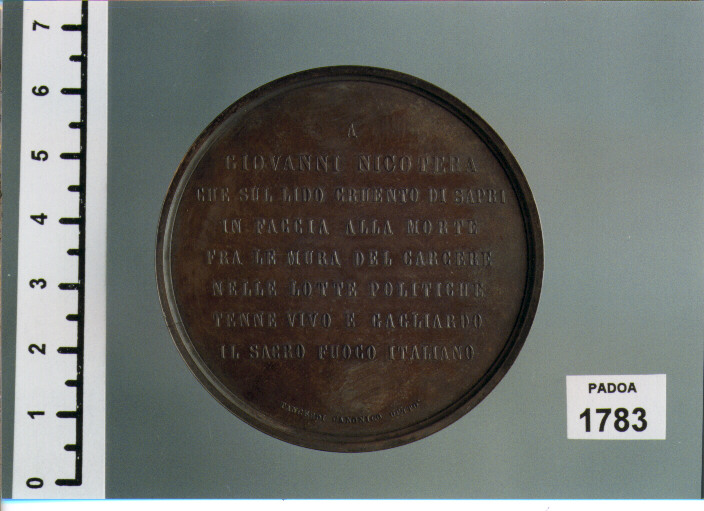 A
GIOVANNI NICOTERA
CHE SUL LIDO CRUENTO DI SAPRI
IN FACCIA ALLA MORTE
FRA LE MURA DEL CARCERE
NELLE LOTTE POLITICHE
TENNE VIVO E GAGLIARDO
IL SACRO FUOCO ITALIANO
PADOA
1783
7
6
5
4
3
2
1
0